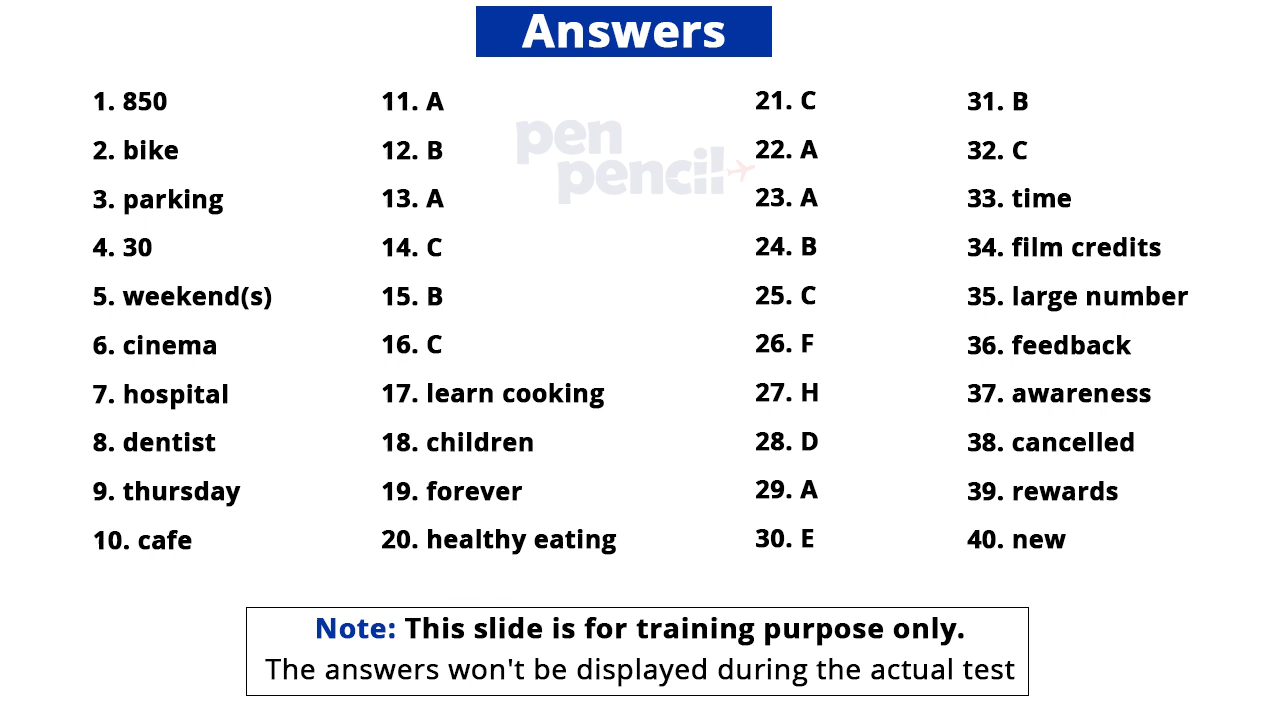 Answers
1. 850
2. bike
3. parking
4. 30
5. weekend(s)
6. cinema
7. hospital
8. dentist
9. thursday
10. cafe
11. A
12. B
13. A
14. C
15. B
16. C
17. learn cooking
18. children
19. forever
20. healthy eating
pen
pencil
21. C
22. A
23. A
24. B
25. C
26. F
27. H
28. D
29. A
30. E
31. B
32. C
33. time
34. film credits
35. large number
36. feedback
37. awareness
38. cancelled
39. rewards
40. new
Note: This slide is for training purpose only.
The answers won't be displayed during the actual test